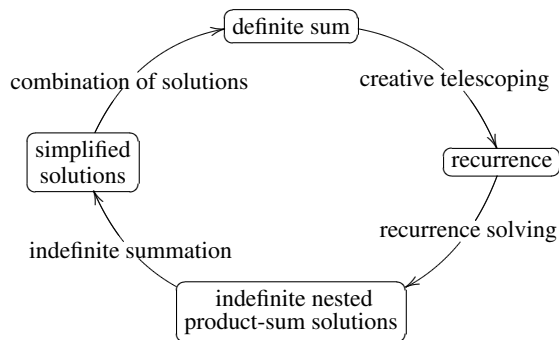 definite sum
combination of solutions
creative telescoping
simplified
solutions
recurrence
indefinite summation
recurrence solving
indefinite nested
product-sum solutions